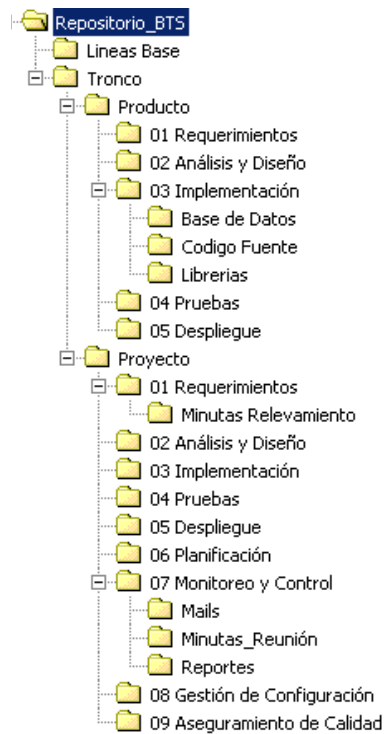 Repositorio_BTS
Lineas Base
Tronco
Producto
01 Requerimientos
02 Análisis y Diseño
03 Implementación
Base de Datos
Codigo Fuente
Librerias
04 Pruebas
05 Despliegue
Proyecto
01 Requerimientos
Minutas Relevamiento
02 Análisis y Diseño
03 Implementación
04 Pruebas
05 Despliegue
06 Planificación
07 Monitoreo y Control
Mails
Minutas_Reunión
Reportes
08 Gestión de Configuración
09 Aseguramiento de Calidad